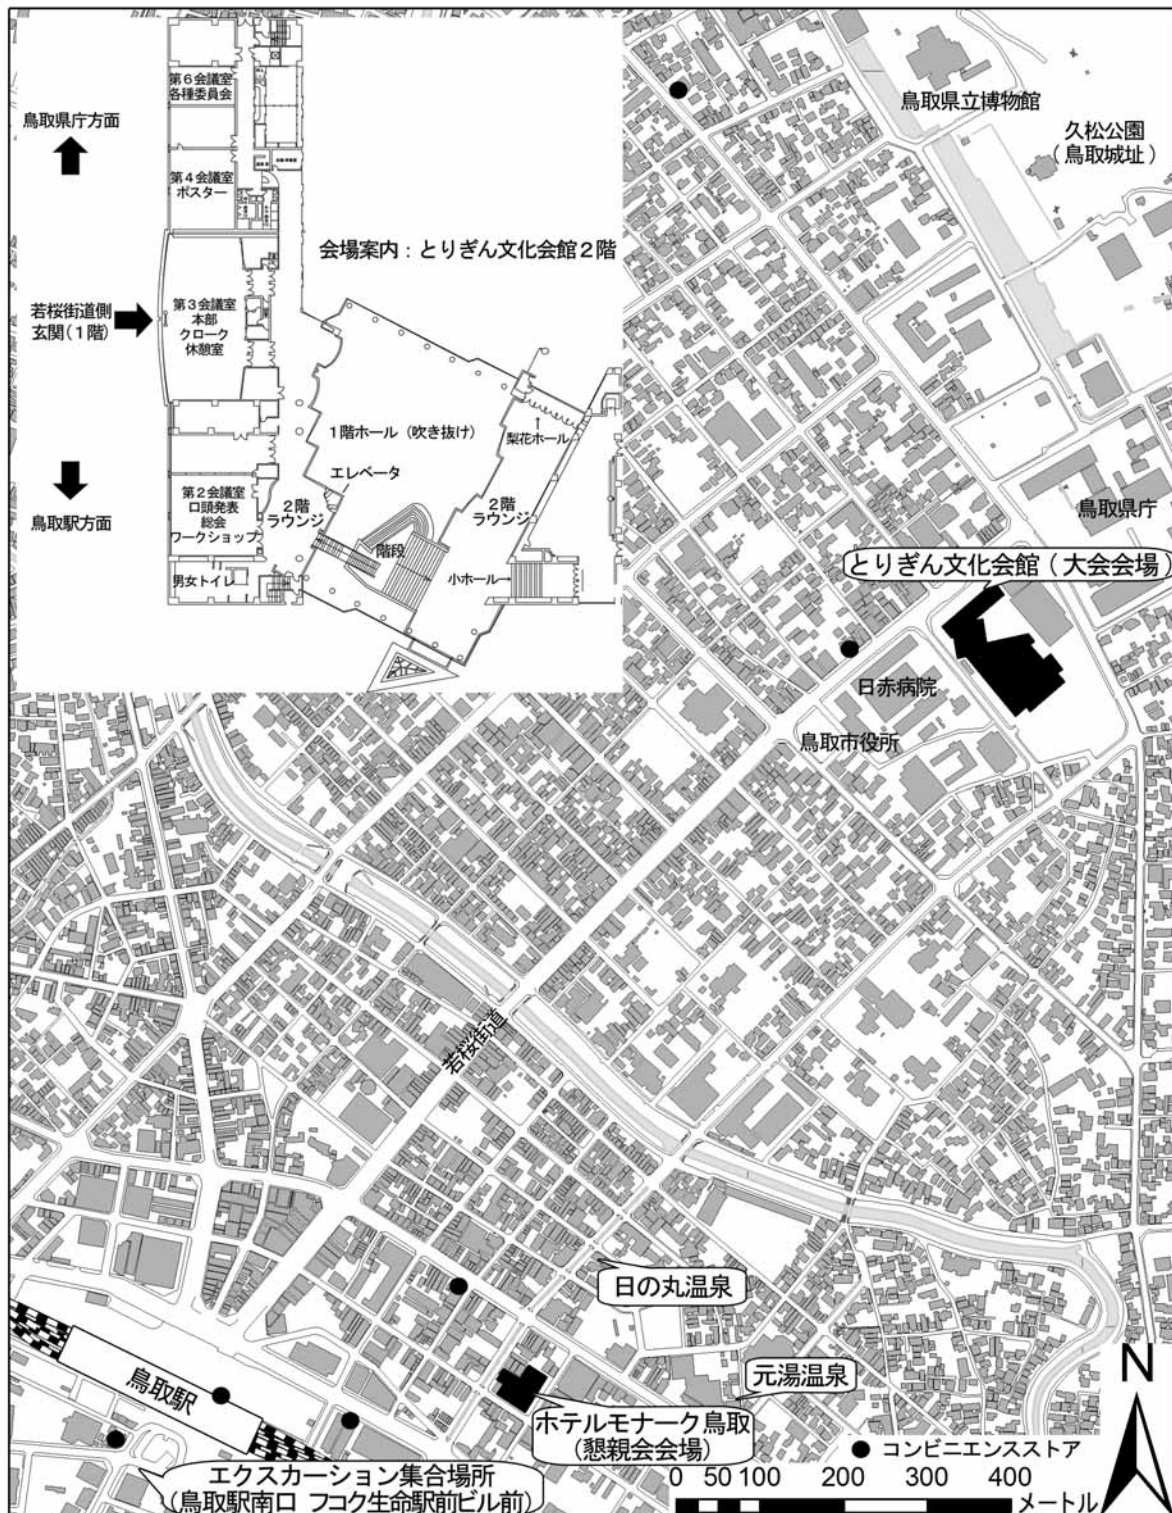 鳥取県庁方面
第6会議室
各種委員会
第4会議室
ポスター
会場案内：とりぎん文化会館2階
若桜街道側
玄関(1階)
第3会議室
本部
クローク
休憩室
1階ホール（吹き抜け）
梨花ホール
エレベータ
鳥取駅方面
第2会議室
口頭発表
総会
ワークショップ
2階
ラウンジ
2階
ラウンジ
階段
小ホール
男女トイレ
鳥取県立博物館
久松公園
（鳥取城址）
鳥取県庁
とりぎん文化会館（大会会場）
日赤病院
鳥取市役所
若桜街道
日の丸温泉
元湯温泉
鳥取駅
ホテルモナーク鳥取
(懇親会会場)
エクスカーション集合場所
(鳥取駅南口 フコク生命駅前ビル前)
N
コンビニエンスストア
0 50 100 200 300 400
メートル